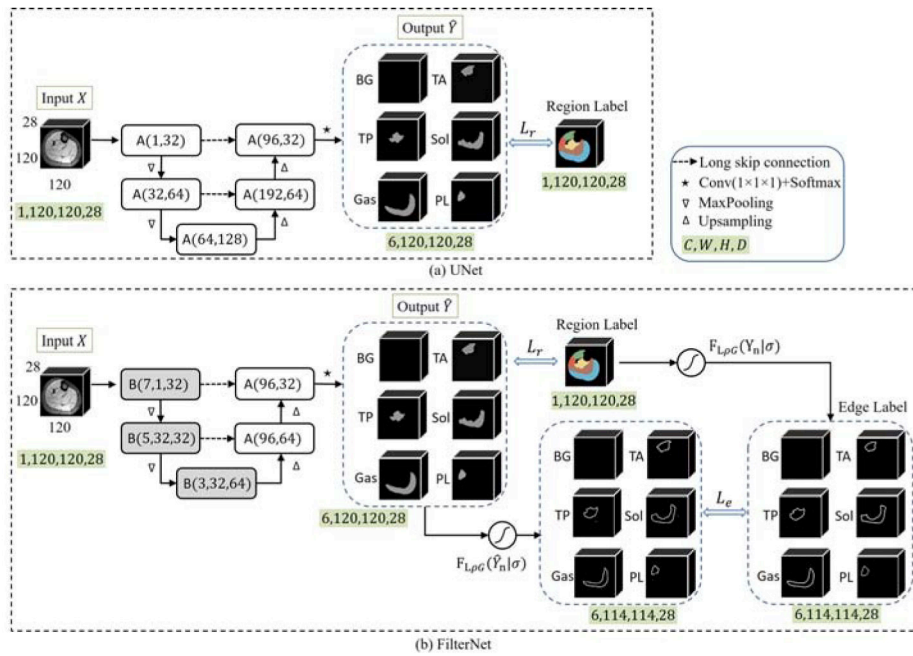 Output Ŷ
BG TA
Input X
Region Label
28
120
120
A(1,32) A(96,32) ★
TP Sol
L_r
A(32,64) A(192,64)
1,120,120,28
1,120,120,28
Gas PL
A(64,128)
6,120,120,28
Long skip connection
★ Conv(1×1×1)+Softmax
∇ MaxPooling
Δ Upsampling
C, W, H, D
(a) UNet
Output Ŷ
Input X
Region Label
BG TA
L_r
F_LρG(Y_n|σ)
28
120
120
B(7,1,32) A(96,32) ★
1,120,120,28
Edge Label
TP Sol
1,120,120,28
B(5,32,32) A(96,64)
BG TA
BG TA
B(3,32,64)
Gas PL
TP Sol
L_e
TP Sol
6,120,120,28
F_LρG(Ŷ_n|σ)
Gas PL
Gas PL
6,114,114,28
6,114,114,28
(b) FilterNet